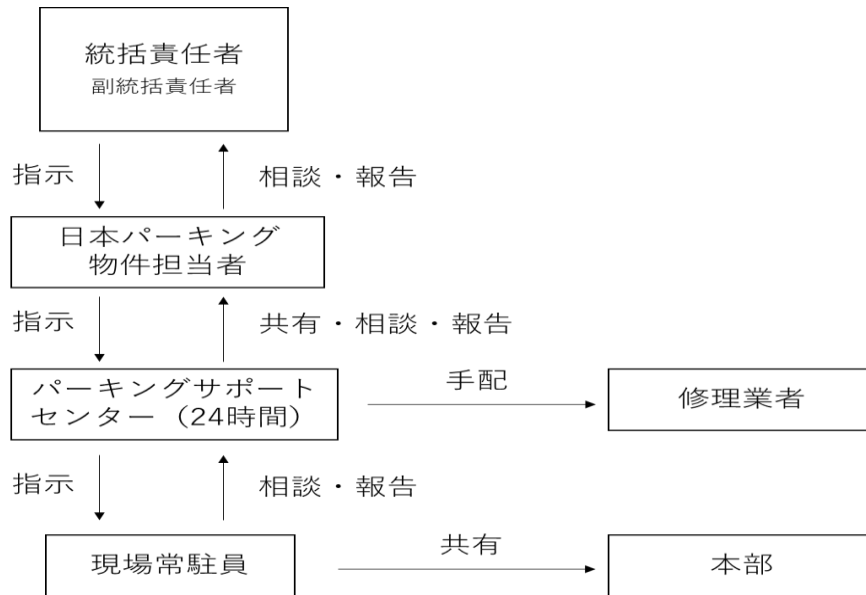 統括責任者
副統括責任者
指示
相談・報告
日本パーキング
物件担当者
指示
共有・相談・報告
パーキングサポート
センター（24時間）
手配
修理業者
指示
相談・報告
現場常駐員
共有
本部